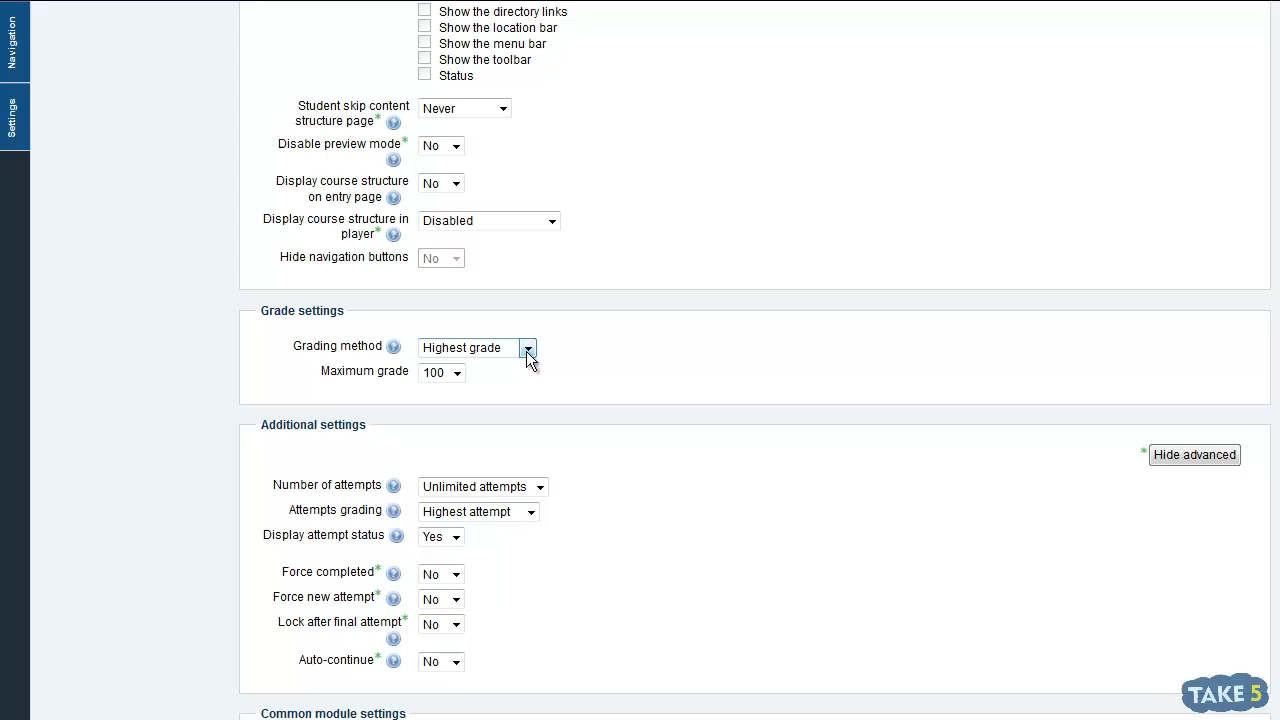 Navigation
Settings
Show the directory links
Show the location bar
Show the menu bar
Show the toolbar
Status
Student skip content
structure page*
Never
Disable preview mode*
No
Display course structure
on entry page
No
Display course structure in
player*
Disabled
Hide navigation buttons
No
Grade settings
Grading method
Highest grade
Maximum grade
100
Additional settings
* Hide advanced
Number of attempts
Unlimited attempts
Attempts grading
Highest attempt
Display attempt status
Yes
Force completed*
No
Force new attempt*
No
Lock after final attempt*
No
Auto-continue*
No
TAKE 5
Common module settings